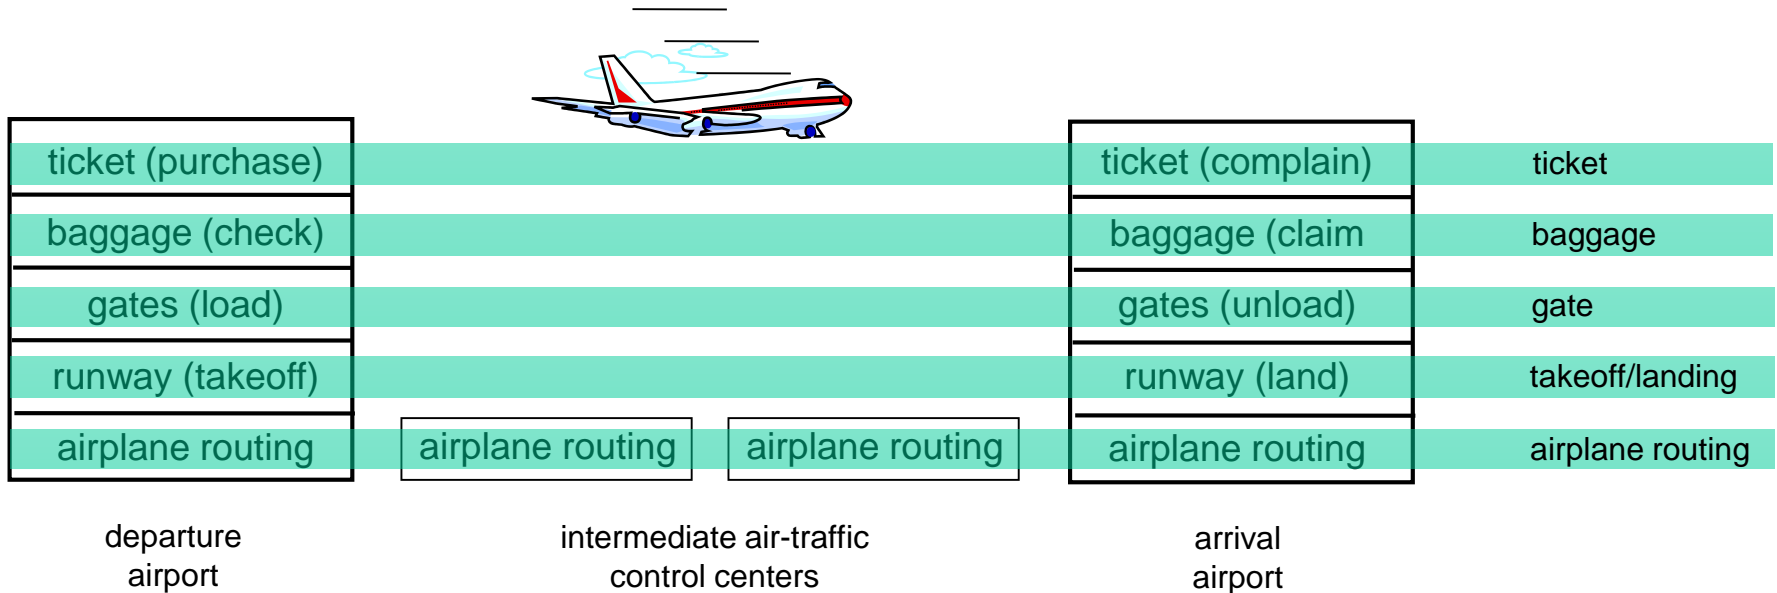 ticket (purchase) ticket (complain) ticket
baggage (check) baggage (claim baggage
gates (load) gates (unload) gate
runway (takeoff) runway (land) takeoff/landing
airplane routing airplane routing airplane routing airplane routing airplane routing
departure
airport
intermediate air-traffic
control centers
arrival
airport